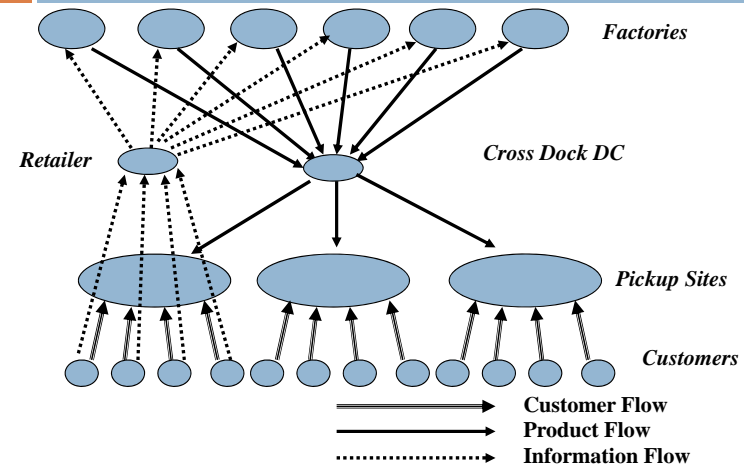 Factories
Retailer
Cross Dock DC
Pickup Sites
Customers
Customer Flow
Product Flow
Information Flow